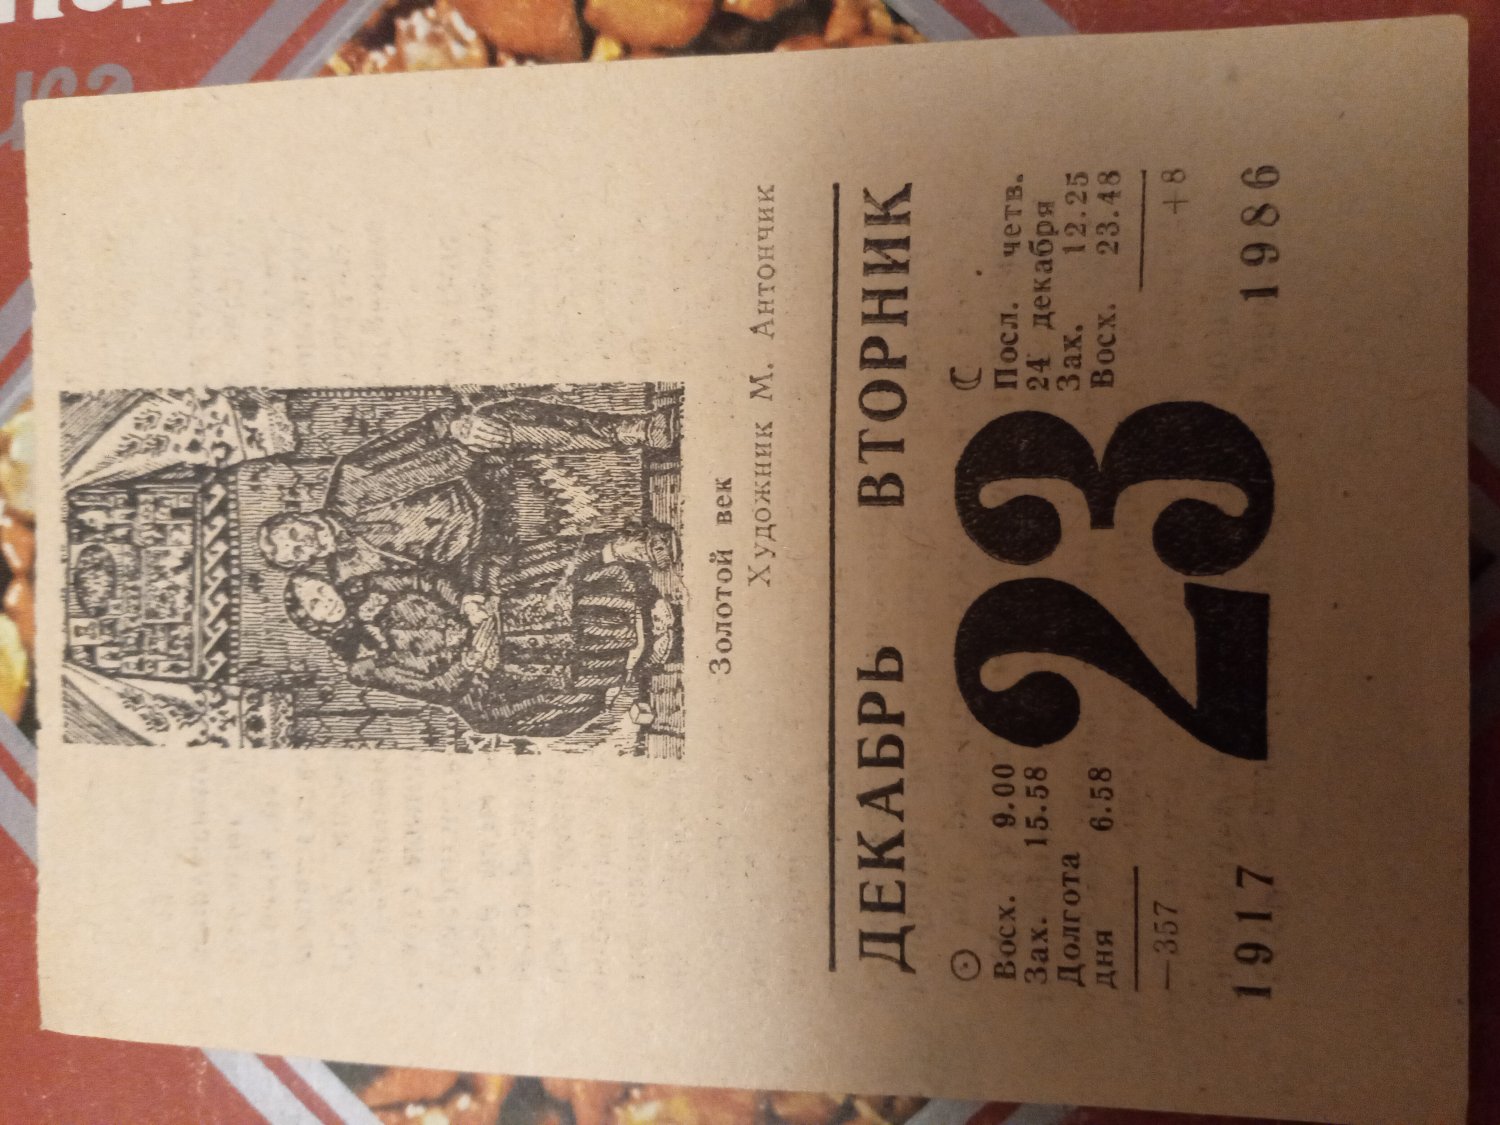 Золотой век
Художник М. Антончик
ДЕКАБРЬ ВТОРНИК
Восх. 9.00
Зах. 15.58
Долгота
дня 6.58
—357
1917
23
Посл. четв.
24 декабря
Зах. 12.25
Восх. 23.48
+8
1986